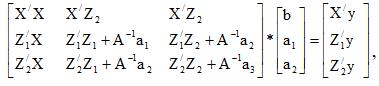 [ X′X X′Z₂ X′Z₂ ] [ b ] [ X′y ]
[ Z₁′X Z₁′Z₁ + A⁻¹a₁ Z₁′Z₂ + A⁻¹a₂ ] * [ a₁ ] = [ Z₁′y ] ,
[ Z₂′X Z₂′Z₁ + A⁻¹a₂ Z₂′Z₂ + A⁻¹a₃ ] [ a₂ ] [ Z₂′y ]